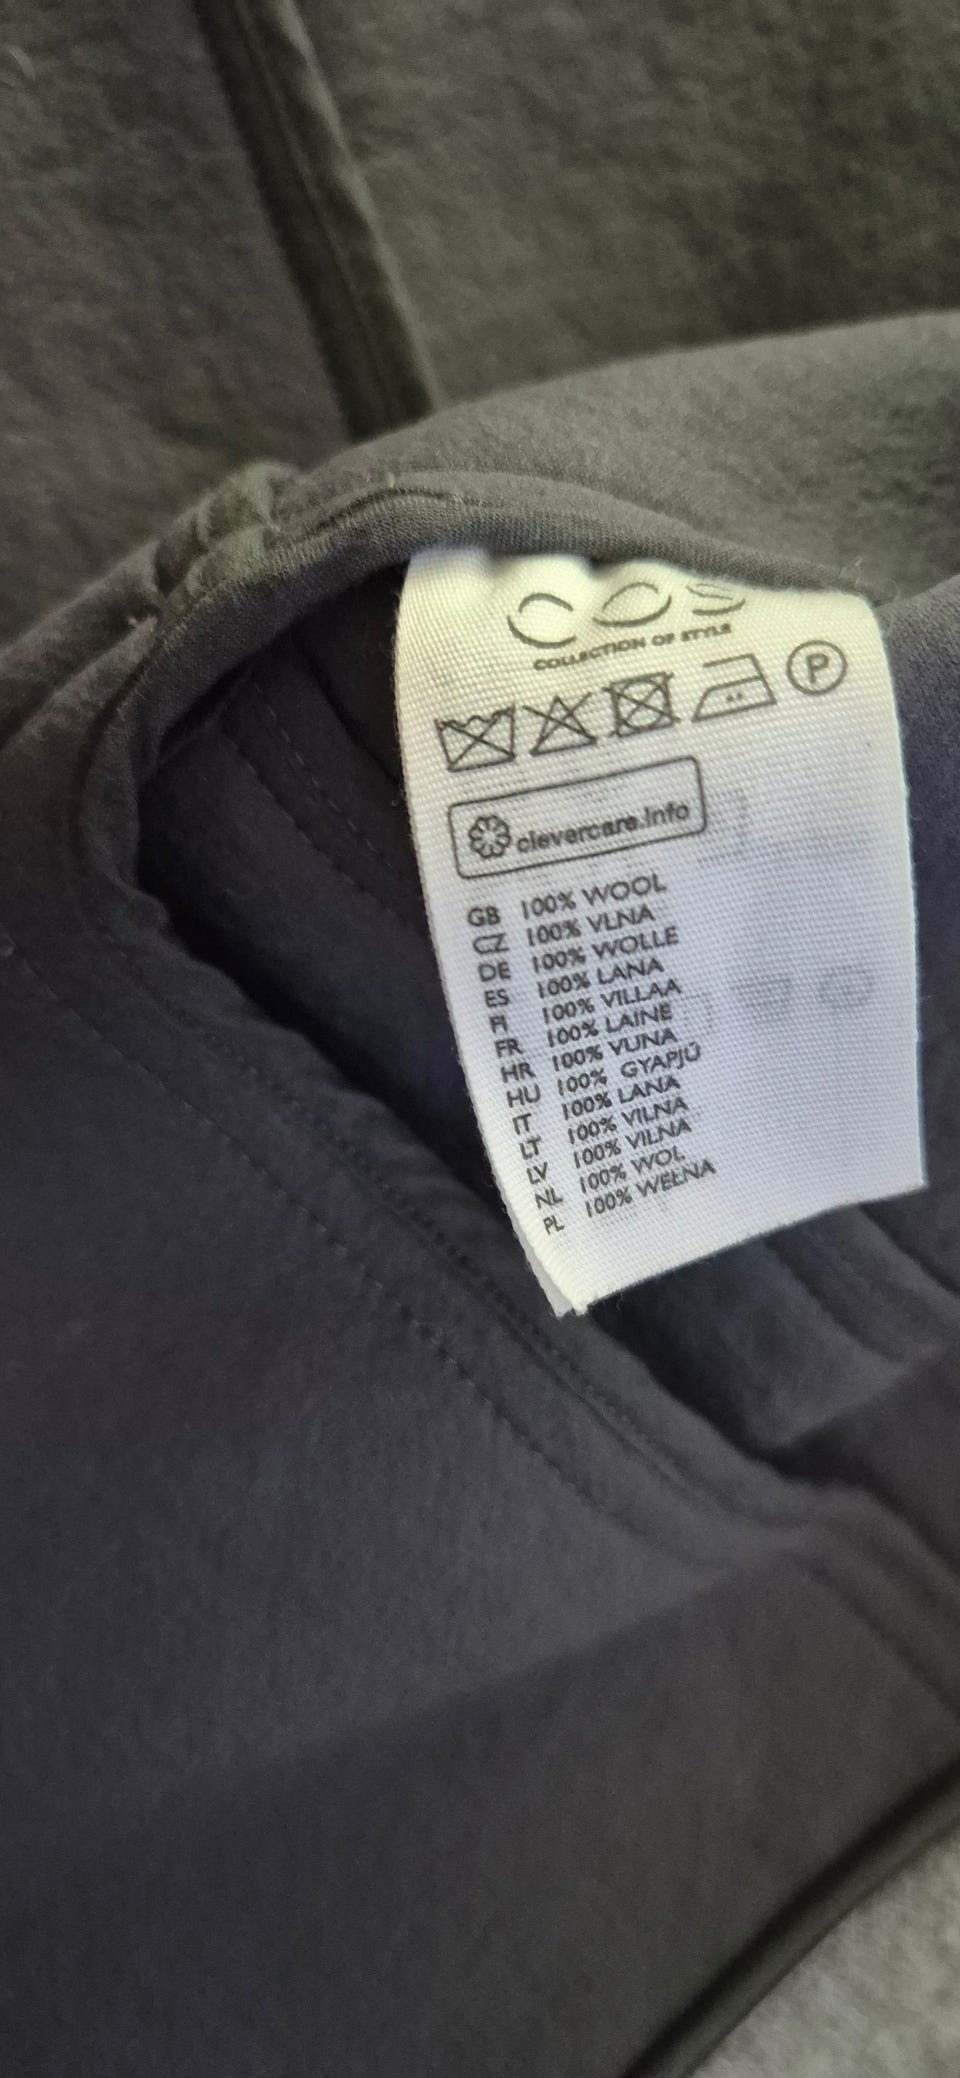 COS
COLLECTION OF STYLE
P
clevercare.info
GB 100% WOOL
CZ 100% VLNA
DE 100% WOLLE
ES 100% LANA
FI 100% VILLAA
FR 100% LAINE
HR 100% VUNA
HU 100% GYAPJÚ
IT 100% LANA
LT 100% VILNA
LV 100% VILNA
NL 100% WOL
PL 100% WEŁNA